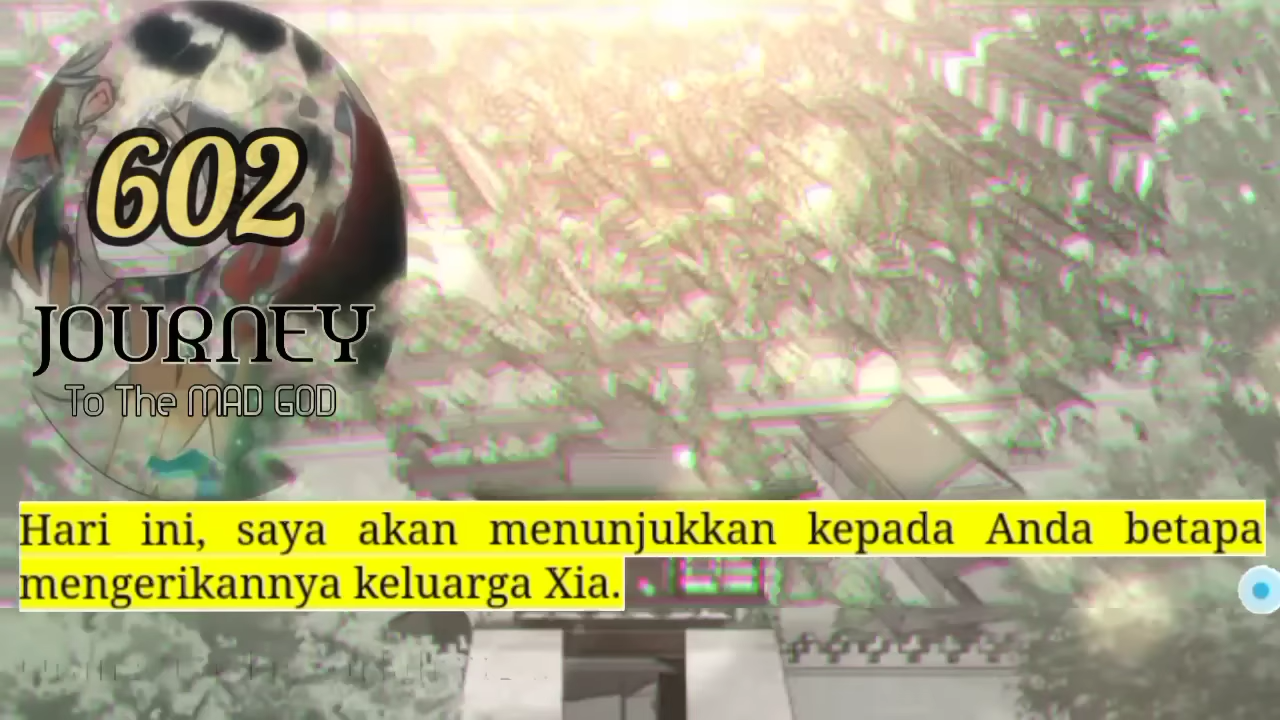 602
JOURNEY
To The MAD GOD
Hari ini, saya akan menunjukkan kepada Anda betapa
mengerikannya keluarga Xia.